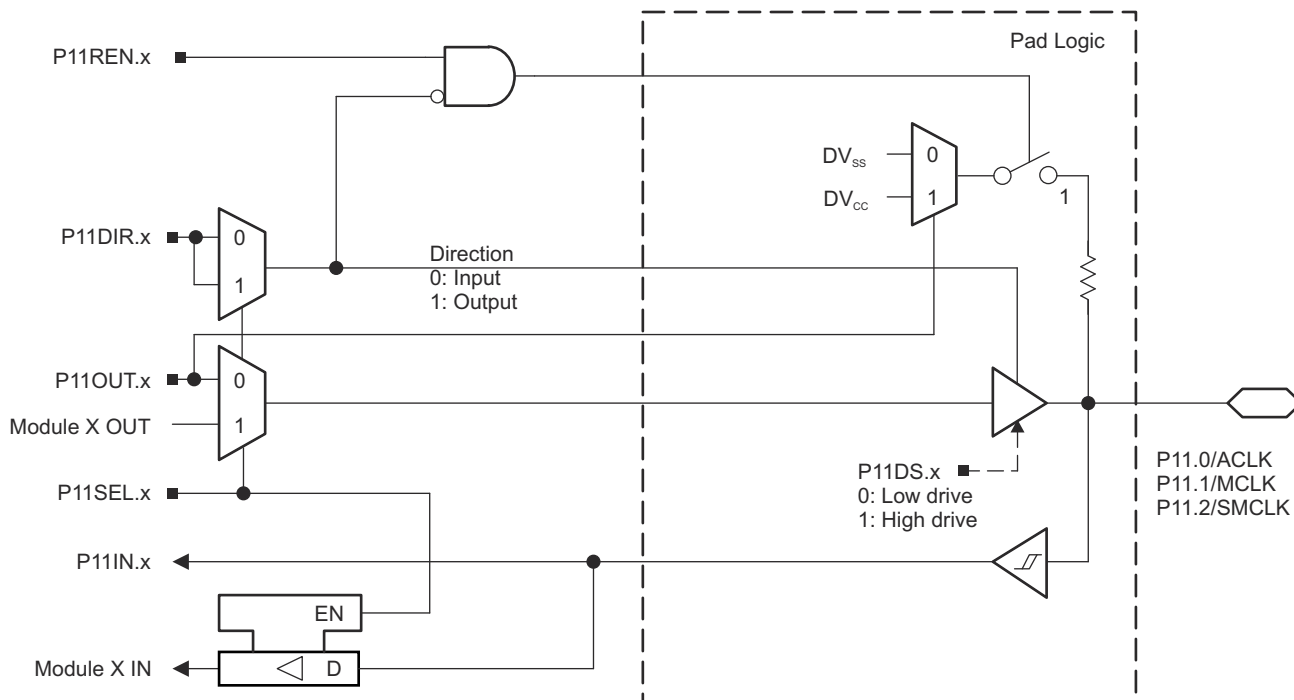 Pad Logic
P11REN.x
DVSS
0
DVCC
1
1
P11DIR.x
0
1
Direction
0: Input
1: Output
P11OUT.x
0
Module X OUT
1
P11DS.x
0: Low drive
1: High drive
P11.0/ACLK
P11.1/MCLK
P11.2/SMCLK
P11SEL.x
P11IN.x
EN
Module X IN
D